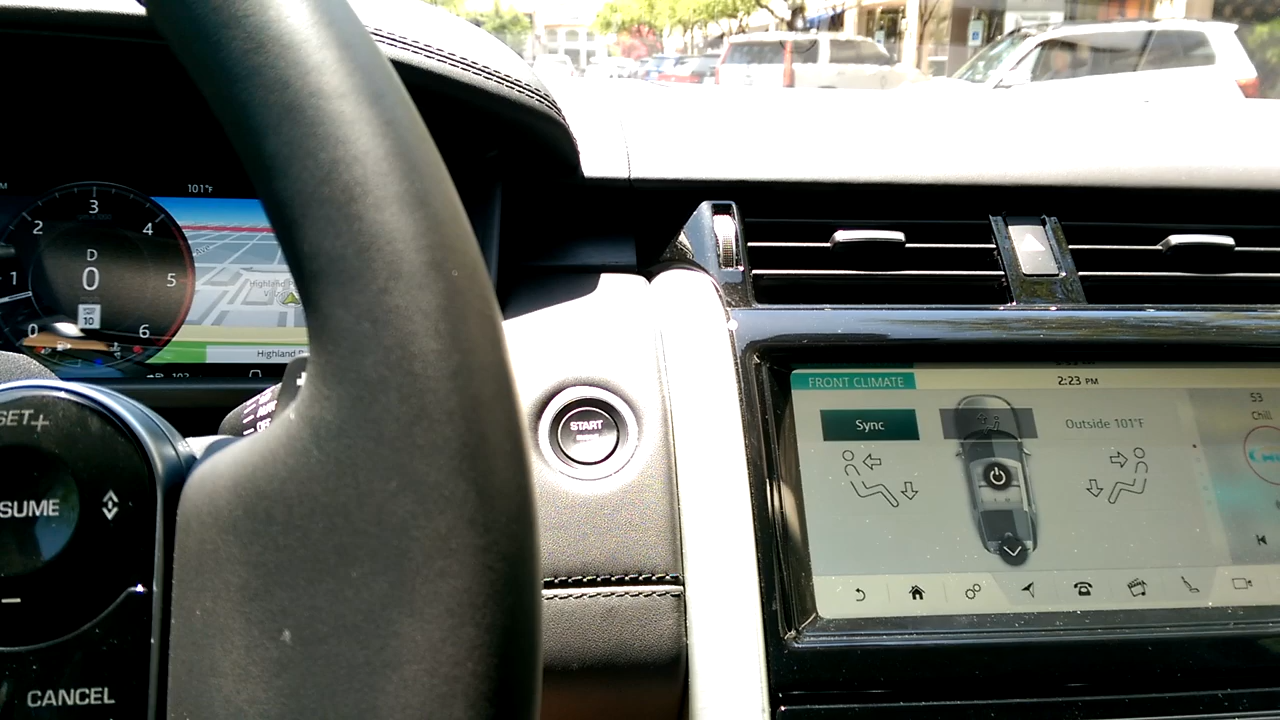 101°F
3
2
4
D
1
0
5
10
0
6
Highland
Highland P
SET+
SUME
CANCEL
START
FRONT CLIMATE
2:23 PM
Sync
Outside 101°F
53
Chill